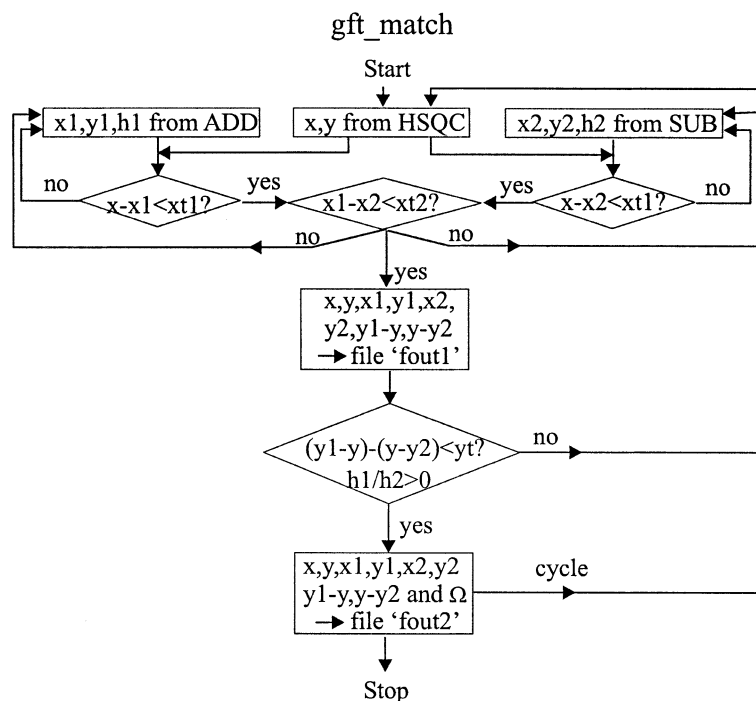 gft_match
Start
x1,y1,h1 from ADD
x,y from HSQC
x2,y2,h2 from SUB
no
x-x1<xt1?
yes
x1-x2<xt2?
yes
x-x2<xt1?
no
no
no
yes
x,y,x1,y1,x2,
y2,y1-y,y-y2
→ file ‘fout1’
(y1-y)-(y-y2)<yt?
h1/h2>0
no
yes
x,y,x1,y1,x2,y2
y1-y,y-y2 and Ω
→ file ‘fout2’
cycle
Stop